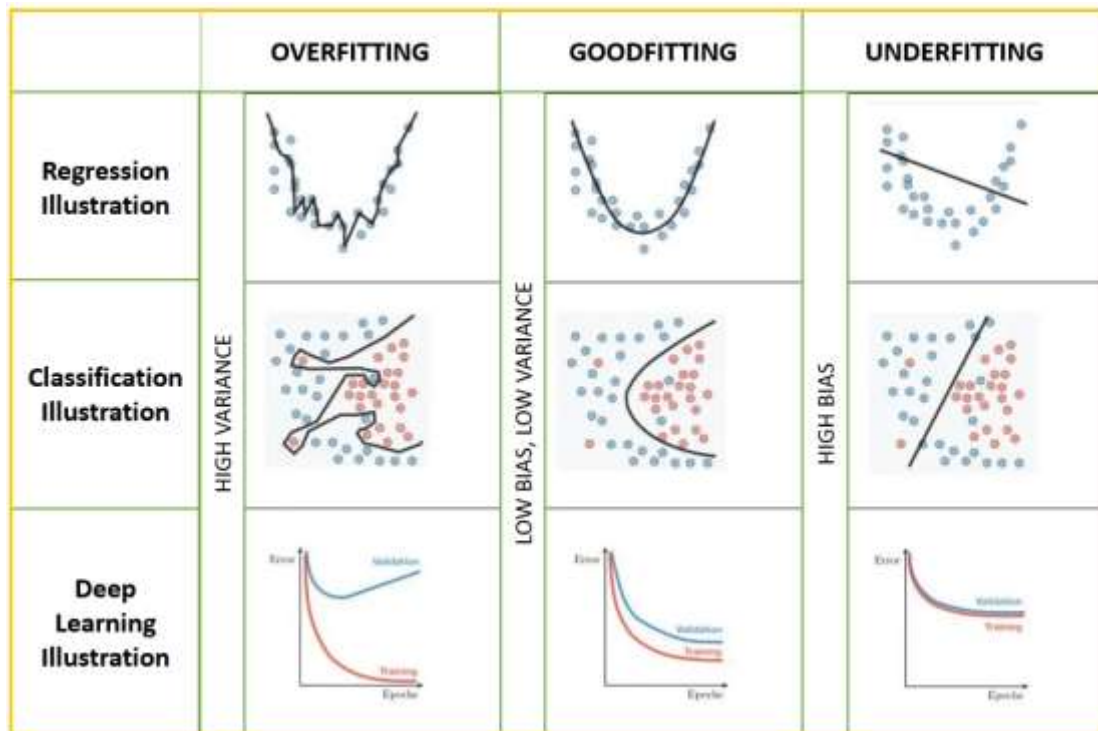 OVERFITTING
GOODFITTING
UNDERFITTING
Regression
Illustration
HIGH VARIANCE
LOW BIAS, LOW VARIANCE
HIGH BIAS
Classification
Illustration
Deep
Learning
Illustration
Error
Validation
Training
Epochs
Error
Validation
Training
Epochs
Error
Validation
Training
Epochs